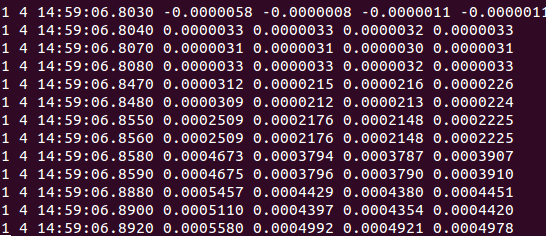 1 4 14:59:06.8030 -0.0000058 -0.0000008 -0.0000011 -0.0000011
1 4 14:59:06.8040 0.0000033 0.0000033 0.0000032 0.0000033
1 4 14:59:06.8070 0.0000031 0.0000031 0.0000030 0.0000031
1 4 14:59:06.8080 0.0000033 0.0000033 0.0000032 0.0000033
1 4 14:59:06.8470 0.0000312 0.0000215 0.0000216 0.0000226
1 4 14:59:06.8480 0.0000309 0.0000212 0.0000213 0.0000224
1 4 14:59:06.8550 0.0002509 0.0002176 0.0002148 0.0002225
1 4 14:59:06.8560 0.0002509 0.0002176 0.0002148 0.0002225
1 4 14:59:06.8580 0.0004673 0.0003794 0.0003787 0.0003907
1 4 14:59:06.8590 0.0004675 0.0003796 0.0003790 0.0003910
1 4 14:59:06.8880 0.0005457 0.0004429 0.0004380 0.0004451
1 4 14:59:06.8900 0.0005110 0.0004397 0.0004354 0.0004420
1 4 14:59:06.8920 0.0005580 0.0004992 0.0004921 0.0004978